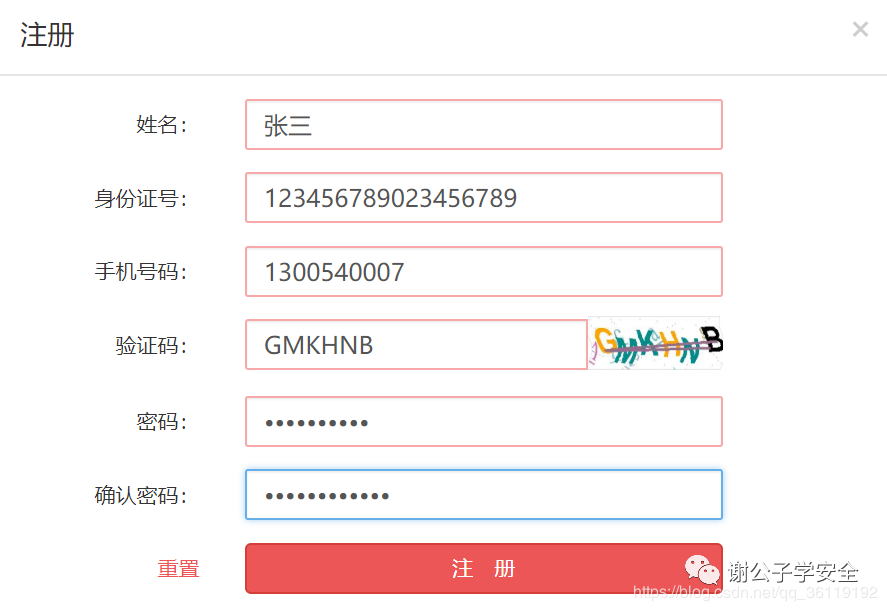 注册 ×
姓名： 张三
身份证号： 123456789023456789
手机号码： 1300540007
验证码： GMKHNB GMKHNB
密码： ••••••••••
确认密码： ••••••••••••
重置 注 册
谢公子学安全
https://blog.csdn.net/qq_36119192